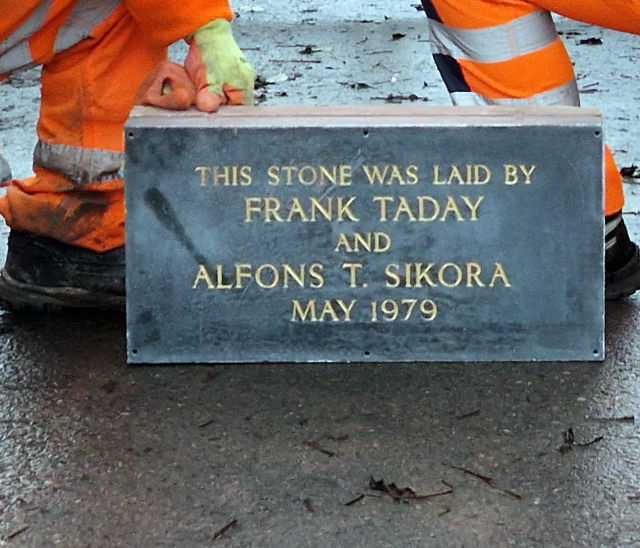 THIS STONE WAS LAID BY
FRANK TADAY
AND
ALFONS T. SIKORA
MAY 1979